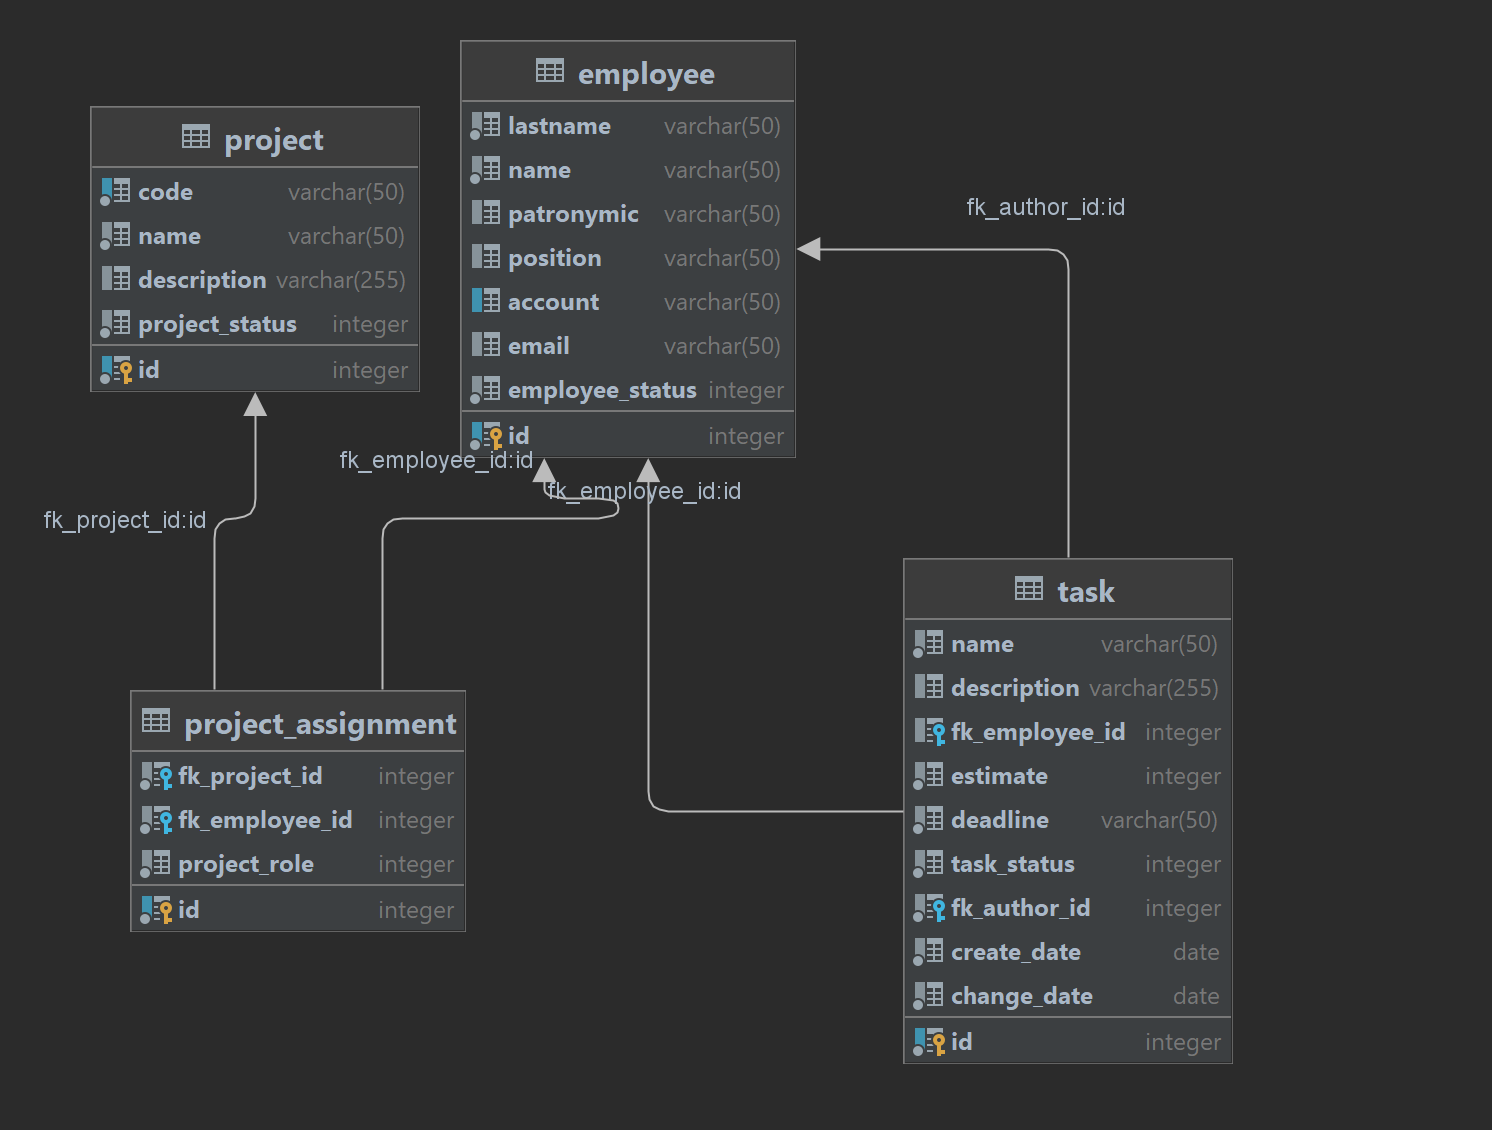 project
code varchar(50)
name varchar(50)
description varchar(255)
project_status integer
id integer
employee
lastname varchar(50)
name varchar(50)
patronymic varchar(50)
position varchar(50)
account varchar(50)
email varchar(50)
employee_status integer
id integer
fk_author_id:id
fk_employee_id:id
fk_employee_id:id
fk_project_id:id
project_assignment
fk_project_id integer
fk_employee_id integer
project_role integer
id integer
task
name varchar(50)
description varchar(255)
fk_employee_id integer
estimate integer
deadline varchar(50)
task_status integer
fk_author_id integer
create_date date
change_date date
id integer